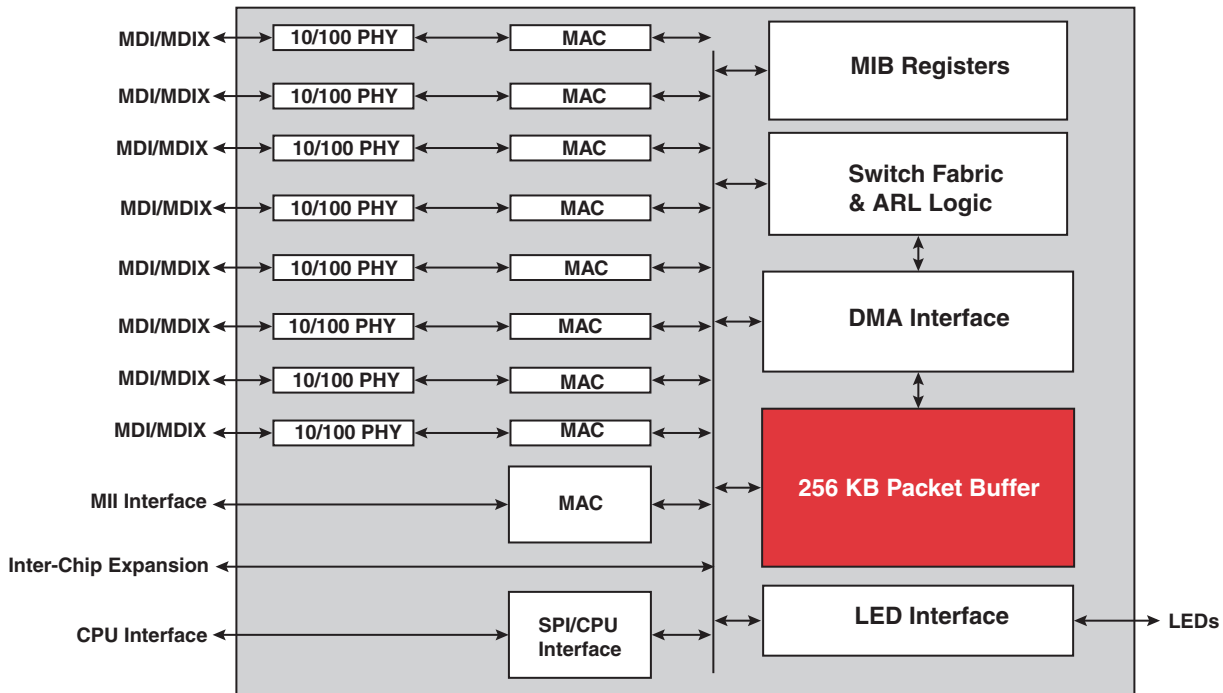 MDI/MDIX 10/100 PHY MAC
MIB Registers
MDI/MDIX 10/100 PHY MAC
MDI/MDIX 10/100 PHY MAC
Switch Fabric
& ARL Logic
MDI/MDIX 10/100 PHY MAC
MDI/MDIX 10/100 PHY MAC
DMA Interface
MDI/MDIX 10/100 PHY MAC
MDI/MDIX 10/100 PHY MAC
MDI/MDIX 10/100 PHY MAC
256 KB Packet Buffer
MII Interface MAC
Inter-Chip Expansion
LED Interface LEDs
CPU Interface
SPI/CPU
Interface